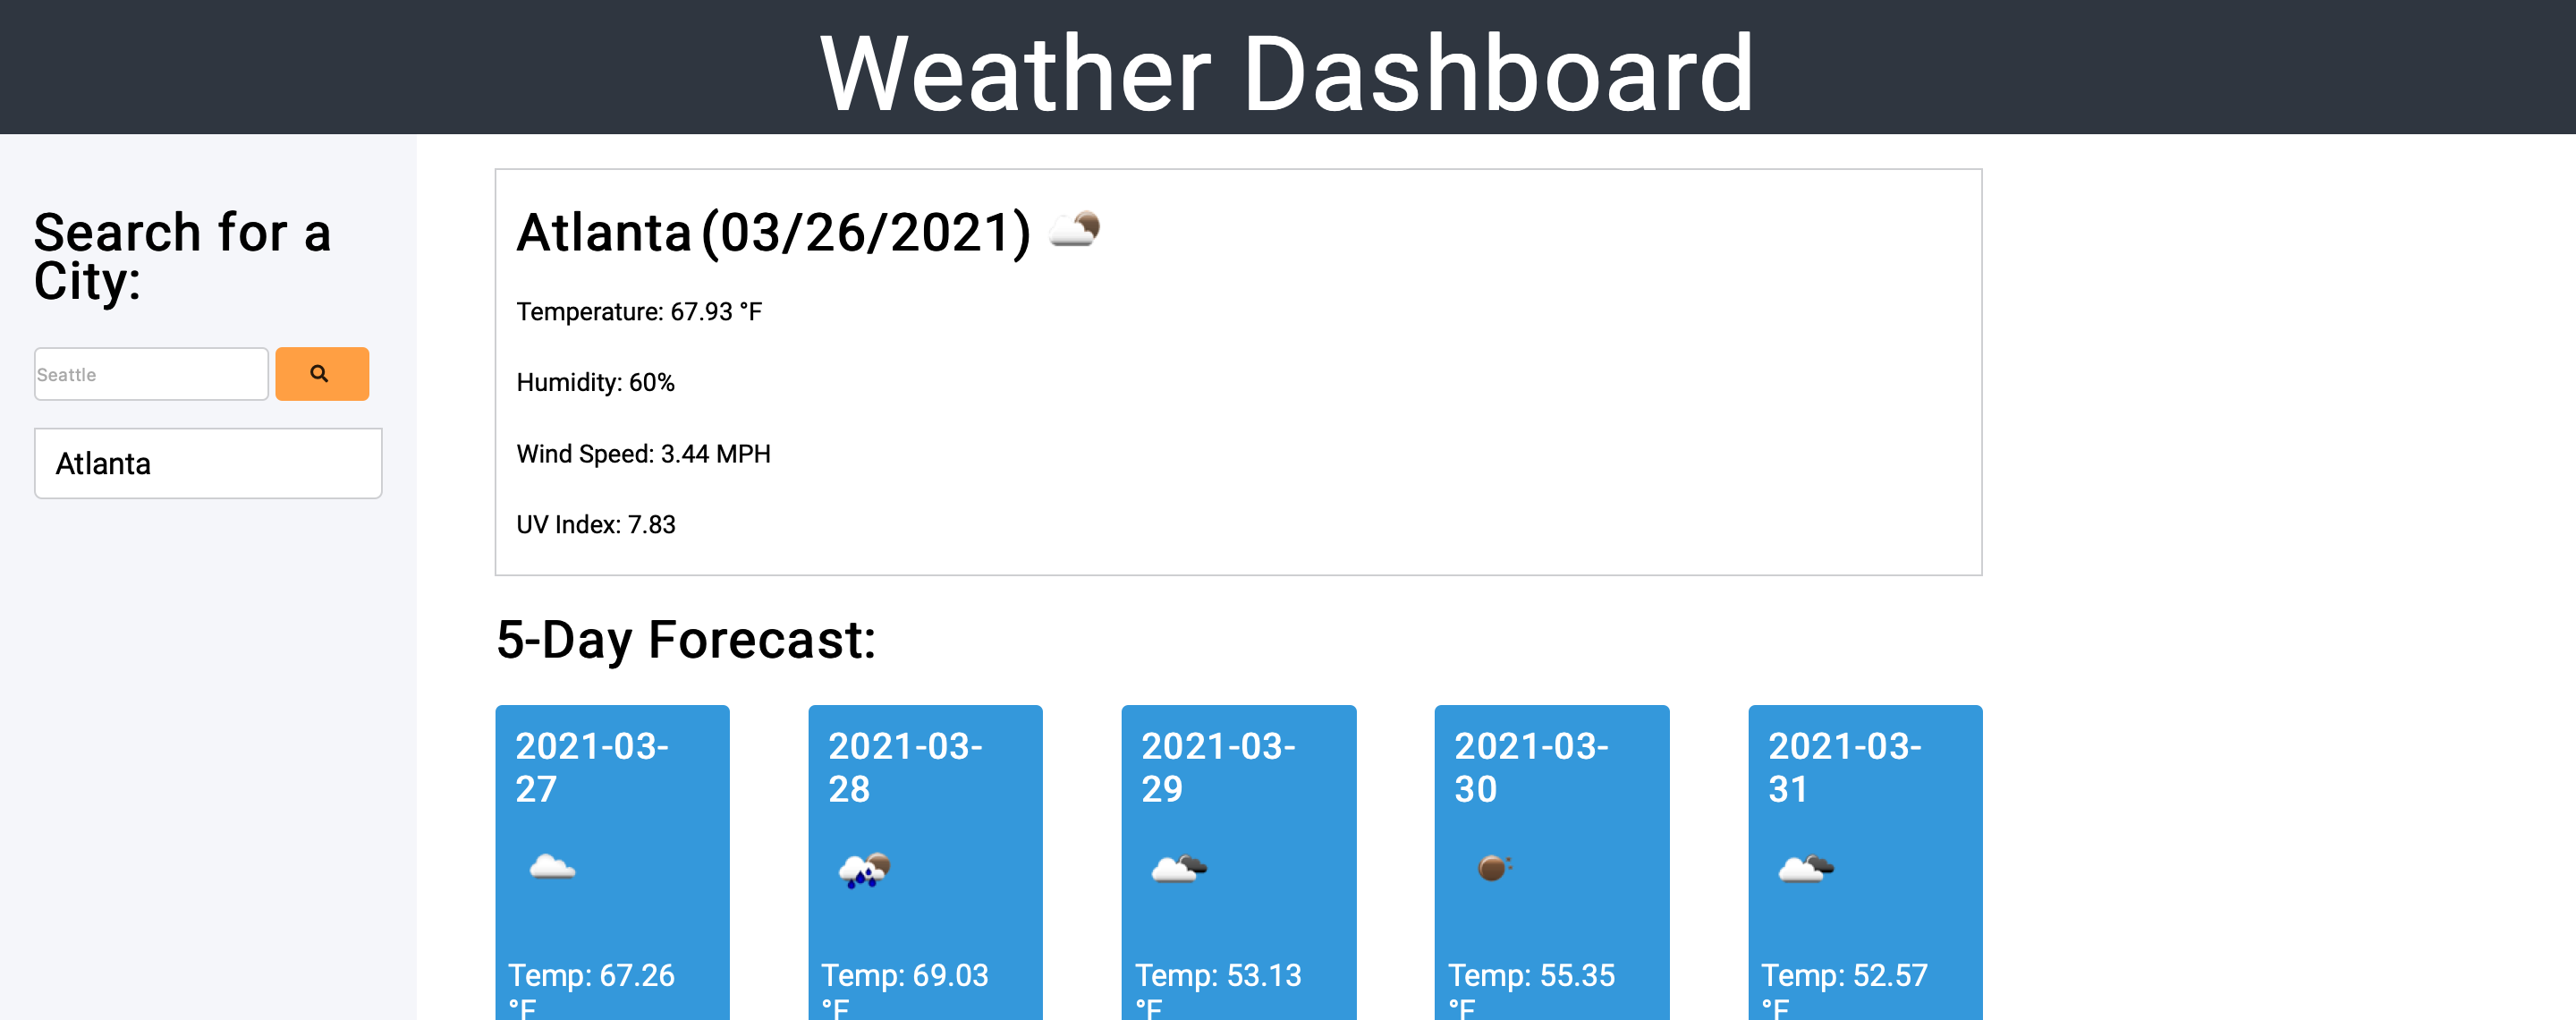 Weather Dashboard
Search for a
City:
Seattle
Atlanta
Atlanta (03/26/2021)
Temperature: 67.93 °F
Humidity: 60%
Wind Speed: 3.44 MPH
UV Index: 7.83
5-Day Forecast:
2021-03-
27
Temp: 67.26
°F
2021-03-
28
Temp: 69.03
°F
2021-03-
29
Temp: 53.13
°F
2021-03-
30
Temp: 55.35
°F
2021-03-
31
Temp: 52.57
°F